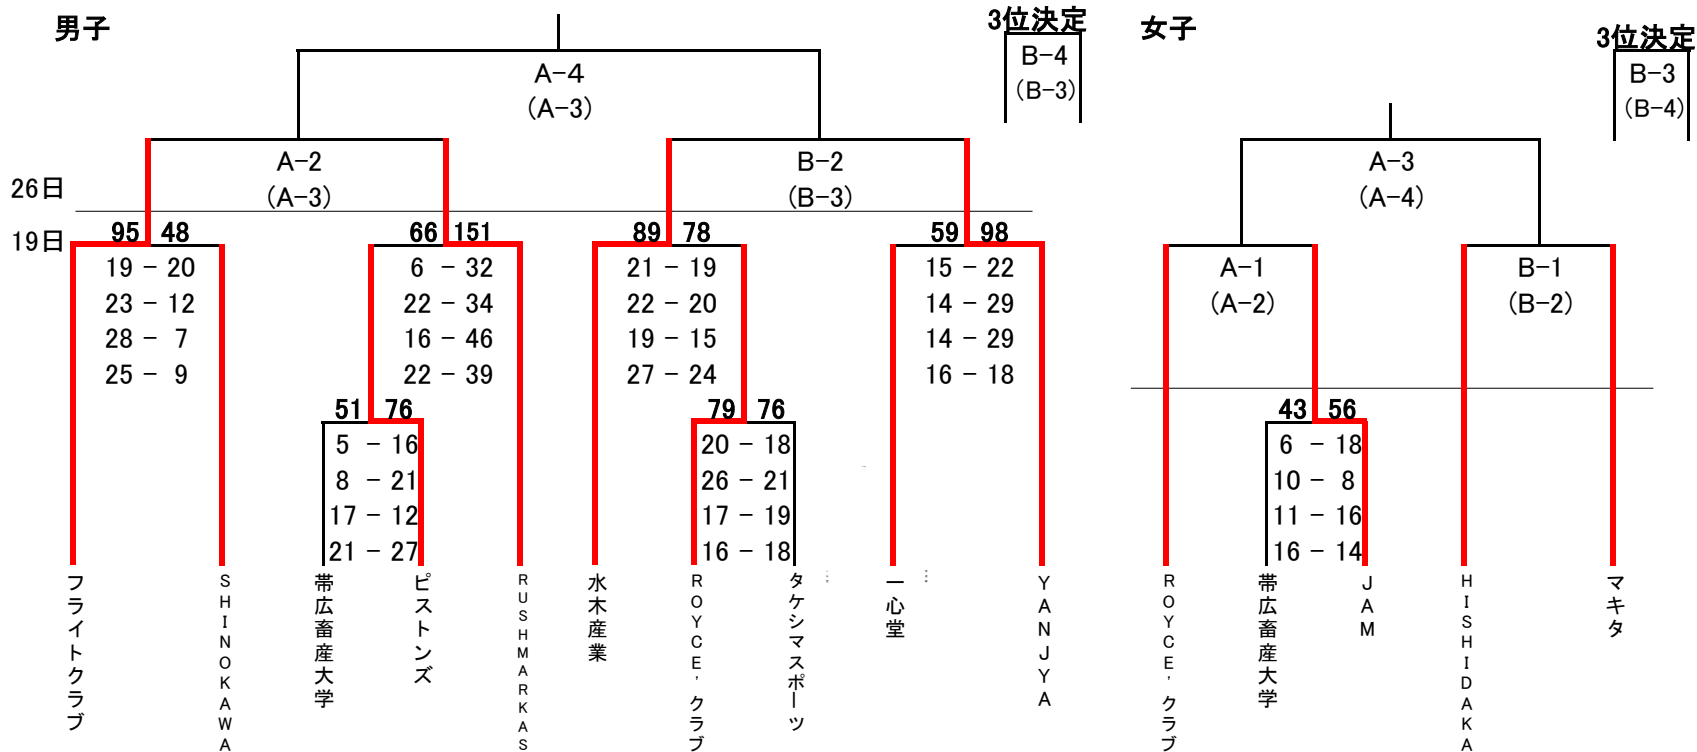 男子
3位決定
女子
3位決定
A-4
(A-3)
B-4
(B-3)
B-3
(B-4)
A-2
(A-3)
B-2
(B-3)
A-3
(A-4)
26日
19日
95 48
19 - 20
23 - 12
28 - 7
25 - 9
66 151
6 - 32
22 - 34
16 - 46
22 - 39
89 78
21 - 19
22 - 20
19 - 15
27 - 24
59 98
15 - 22
14 - 29
14 - 29
16 - 18
A-1
(A-2)
B-1
(B-2)
51 76
5 - 16
8 - 21
17 - 12
21 - 27
79 76
20 - 18
26 - 21
17 - 19
16 - 18
43 56
6 - 18
10 - 8
11 - 16
16 - 14
フライトクラブ
SHINOKAWA
帯広畜産大学
ピストンズ
RUSHMARKAS
水木産業
ROYCE'クラブ
タケシマスポーツ
一心堂
YANJYA
ROYCE'クラブ
帯広畜産大学
JAM
HISHIDAKA
マキタ